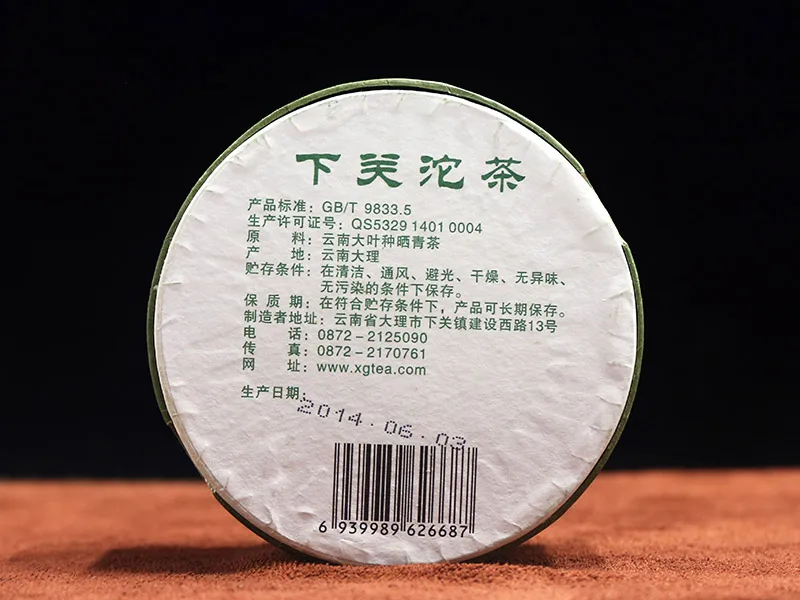 下关沱茶
产品标准：GB/T 9833.5
生产许可证号：QS5329 1401 0004
原 料：云南大叶种晒青茶
产 地：云南大理
贮存条件：在清洁、通风、避光、干燥、无异味、
无污染的条件下保存。
保 质 期：在符合贮存条件下，产品可长期保存。
制造者地址：云南省大理市下关镇建设西路13号
电 话：0872－2125090
传 真：0872－2170761
网 址：www.xgtea.com
生产日期：
2014.06.03
6 939989 626687